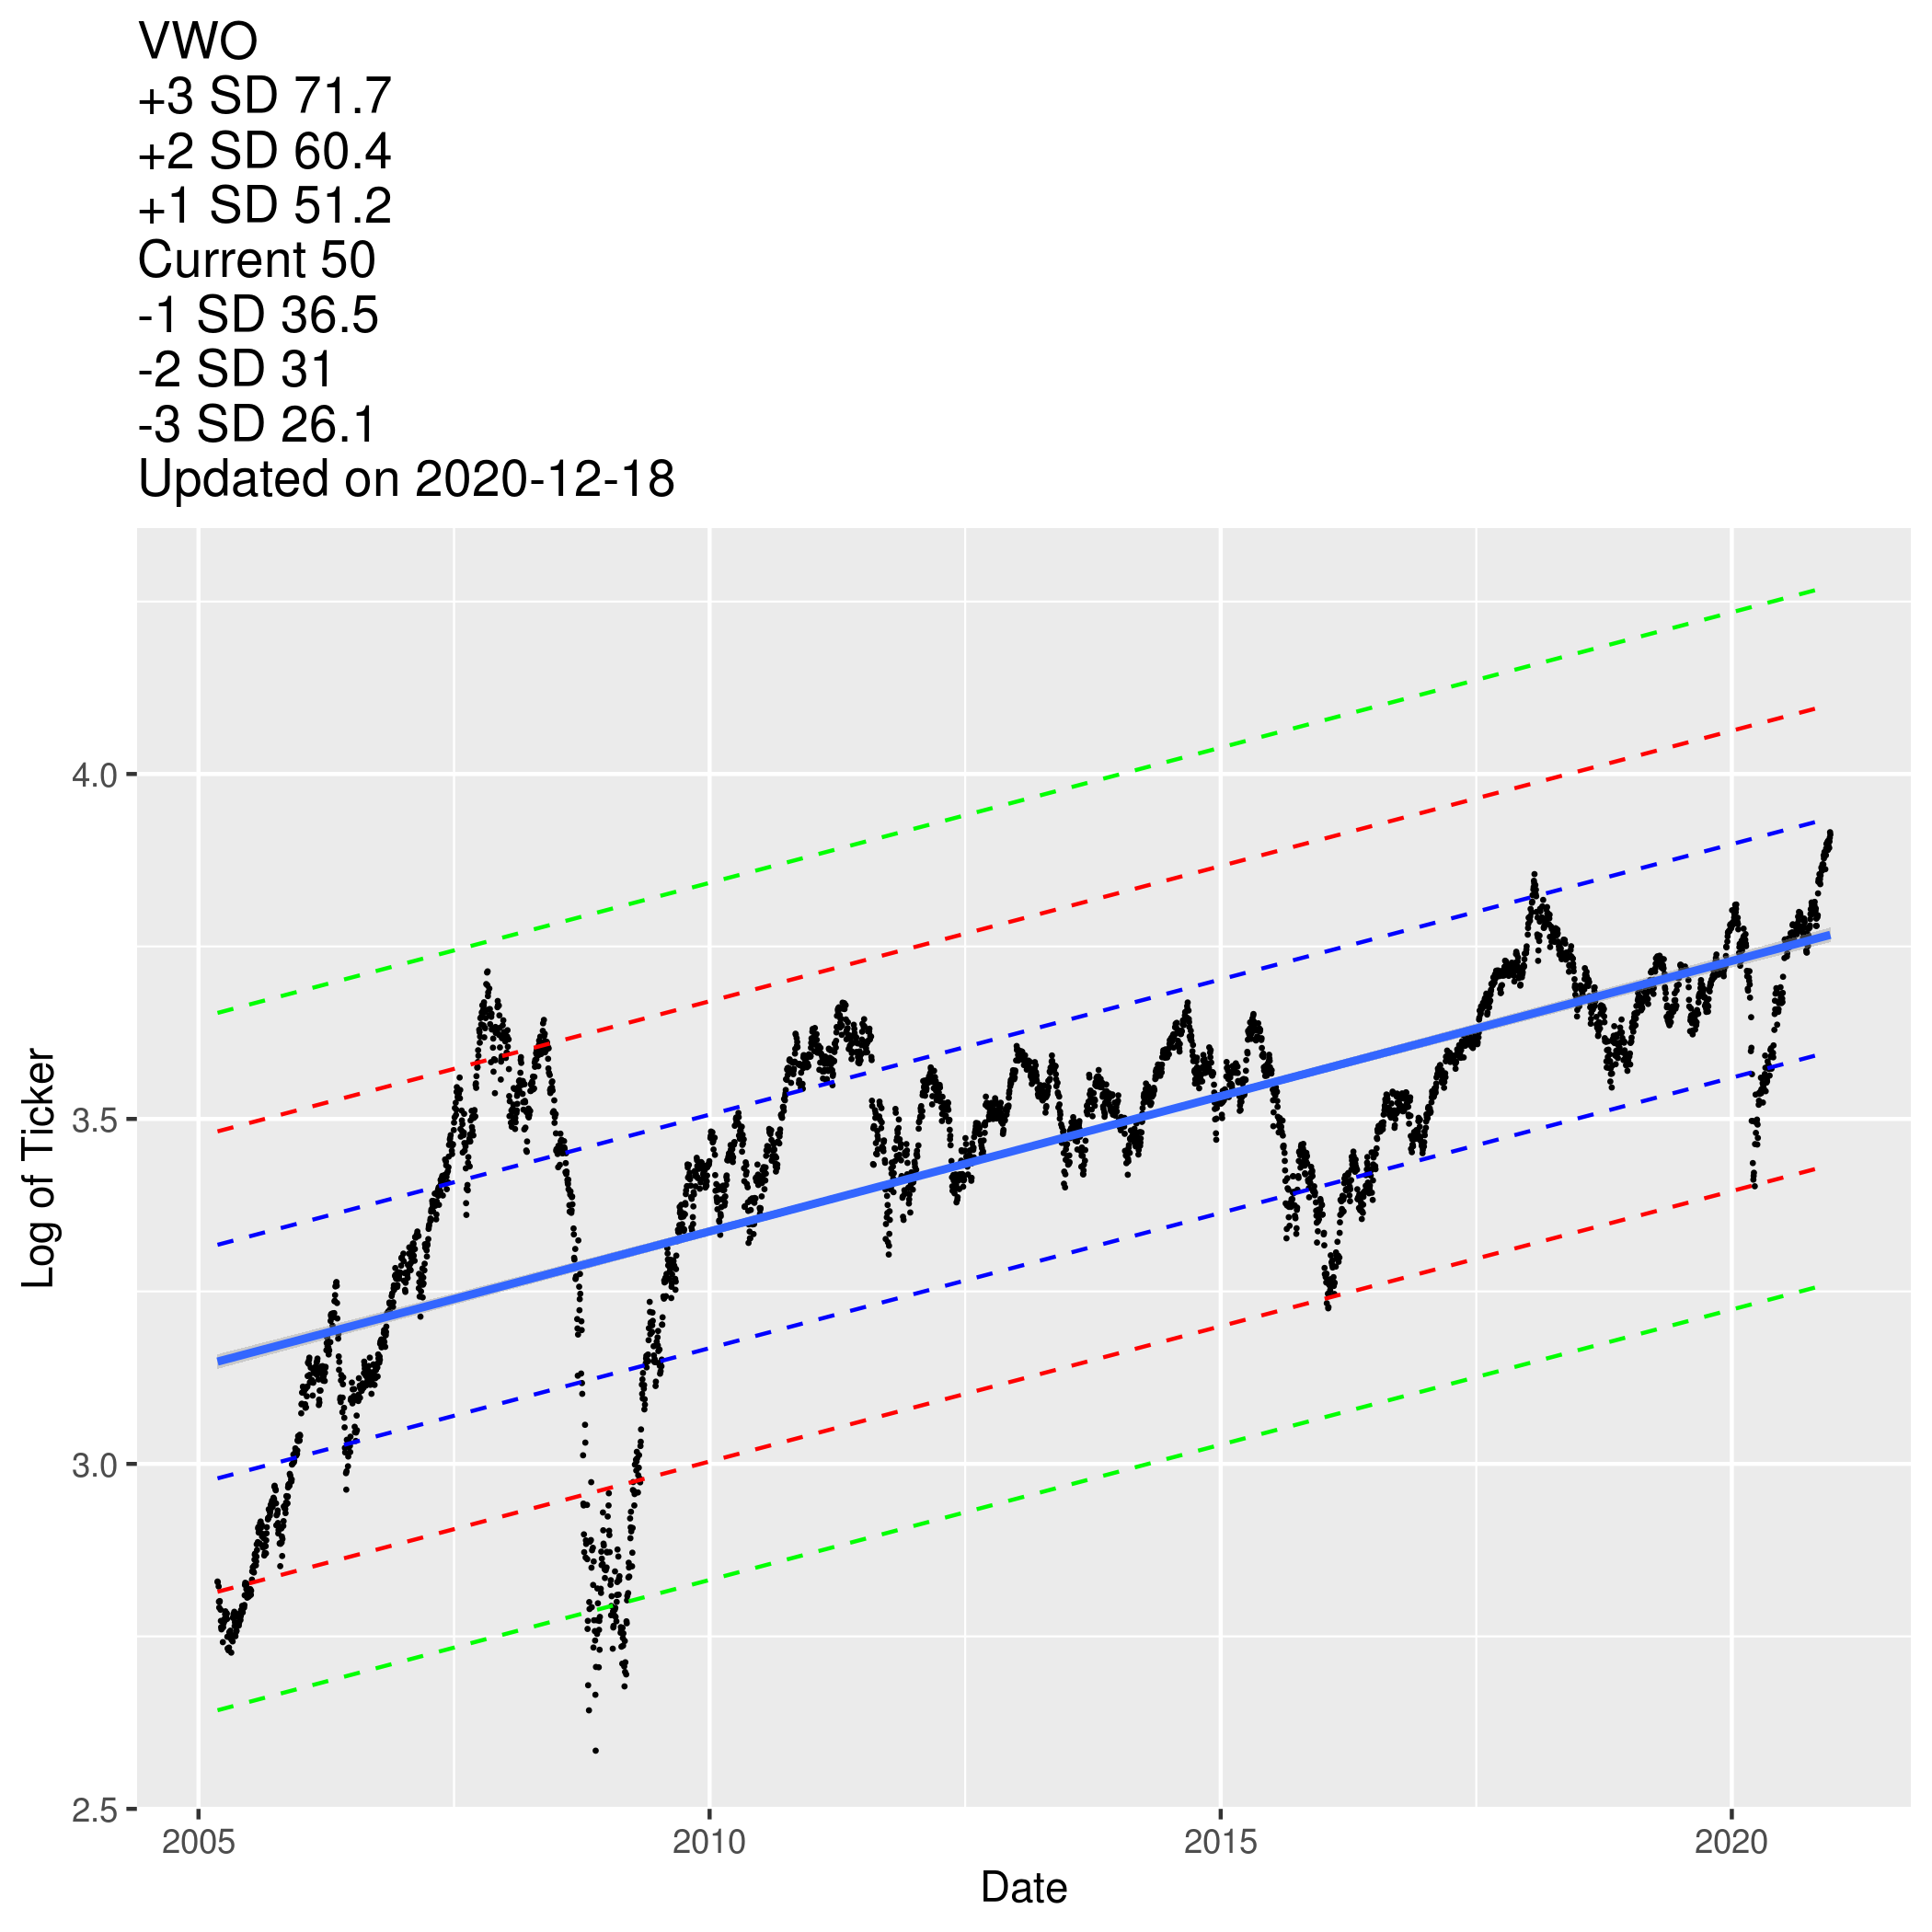 VWO
+3 SD 71.7
+2 SD 60.4
+1 SD 51.2
Current 50
-1 SD 36.5
-2 SD 31
-3 SD 26.1
Updated on 2020-12-18
Log of Ticker
4.0
3.5
3.0
2.5
2005 2010 2015 2020
Date